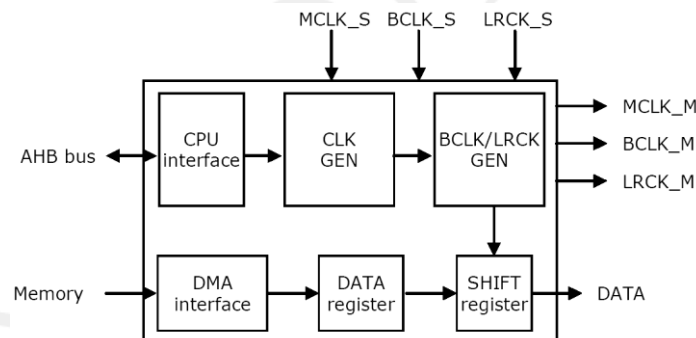 MCLK_S BCLK_S LRCK_S
MCLK_M
CPU
interface
CLK
GEN
BCLK/LRCK
GEN
BCLK_M
AHB bus
LRCK_M
Memory
DMA
interface
DATA
register
SHIFT
register
DATA